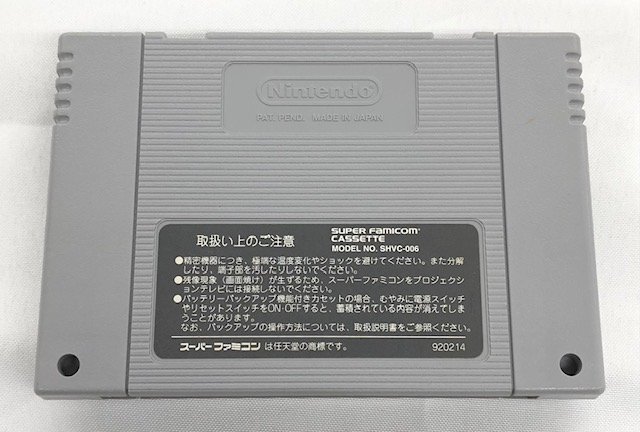 Nintendo
PAT. PEND. MADE IN JAPAN
取扱い上のご注意
SUPER FAMICOM
CASSETTE
MODEL NO. SHVC-006
●精密機器につき、極端な温度変化やショックを避けてください。また分解
したり、端子部を汚したりしないでください。
●残像現象（画面焼け）が生ずるため、スーパーファミコンをプロジェクシ
ョンテレビには接続しないでください。
●バッテリーバックアップ機能付きカセットの場合、むやみに電源スイッチ
やリセットスイッチをON・OFFすると、蓄積されている内容が消えてしま
うことがあります。
なお、バックアップの操作方法については、取扱説明書をご参照ください。
スーパーファミコン は任天堂の商標です。
920214